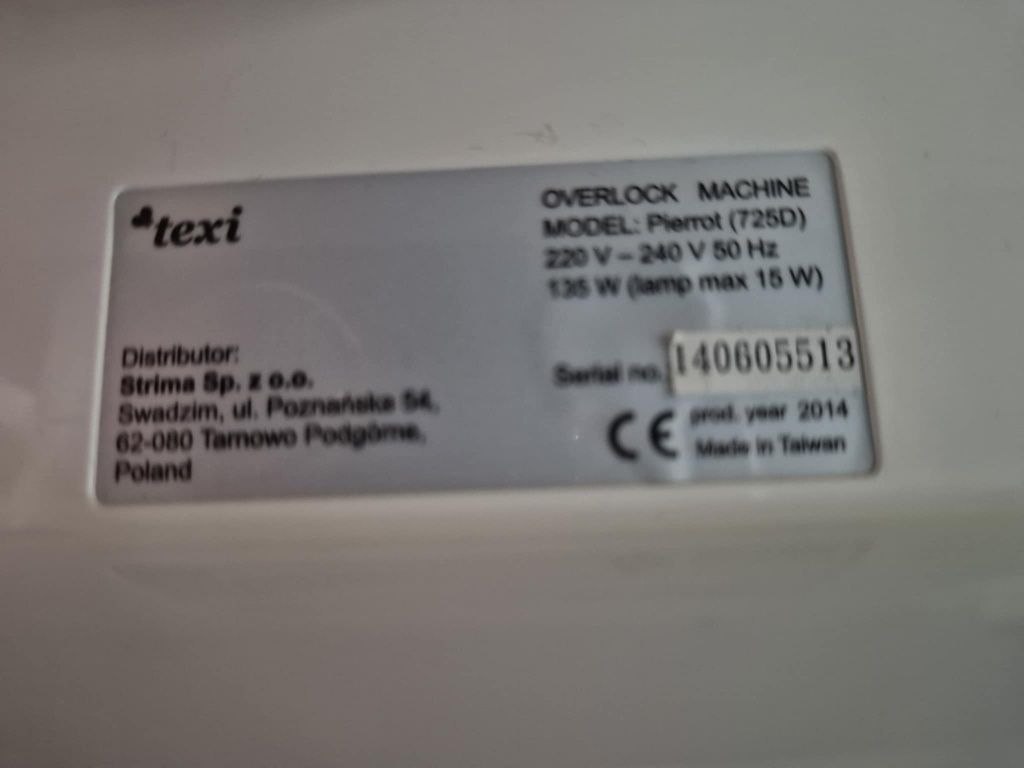 texi
OVERLOCK MACHINE
MODEL: Pierrot (725D)
220 V – 240 V 50 Hz
135 W (lamp max 15 W)
Distributor:
Strima Sp. z o.o.
Swadzim, ul. Poznańska 54,
62-080 Tarnowo Podgórne,
Poland
Serial no. 140605513
CE prod. year 2014
Made in Taiwan